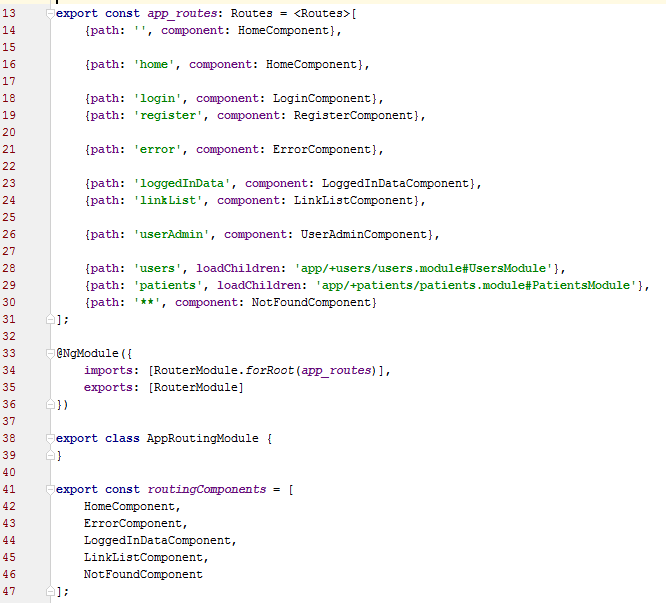 13 export const app_routes: Routes = <Routes>[
14     {path: '', component: HomeComponent},
15
16     {path: 'home', component: HomeComponent},
17
18     {path: 'login', component: LoginComponent},
19     {path: 'register', component: RegisterComponent},
20
21     {path: 'error', component: ErrorComponent},
22
23     {path: 'loggedInData', component: LoggedInDataComponent},
24     {path: 'linkList', component: LinkListComponent},
25
26     {path: 'userAdmin', component: UserAdminComponent},
27
28     {path: 'users', loadChildren: 'app/+users/users.module#UsersModule'},
29     {path: 'patients', loadChildren: 'app/+patients/patients.module#PatientsModule'},
30     {path: '**', component: NotFoundComponent}
31 ];
32
33 @NgModule({
34     imports: [RouterModule.forRoot(app_routes)],
35     exports: [RouterModule]
36 })
37
38 export class AppRoutingModule {
39 }
40
41 export const routingComponents = [
42     HomeComponent,
43     ErrorComponent,
44     LoggedInDataComponent,
45     LinkListComponent,
46     NotFoundComponent
47 ];